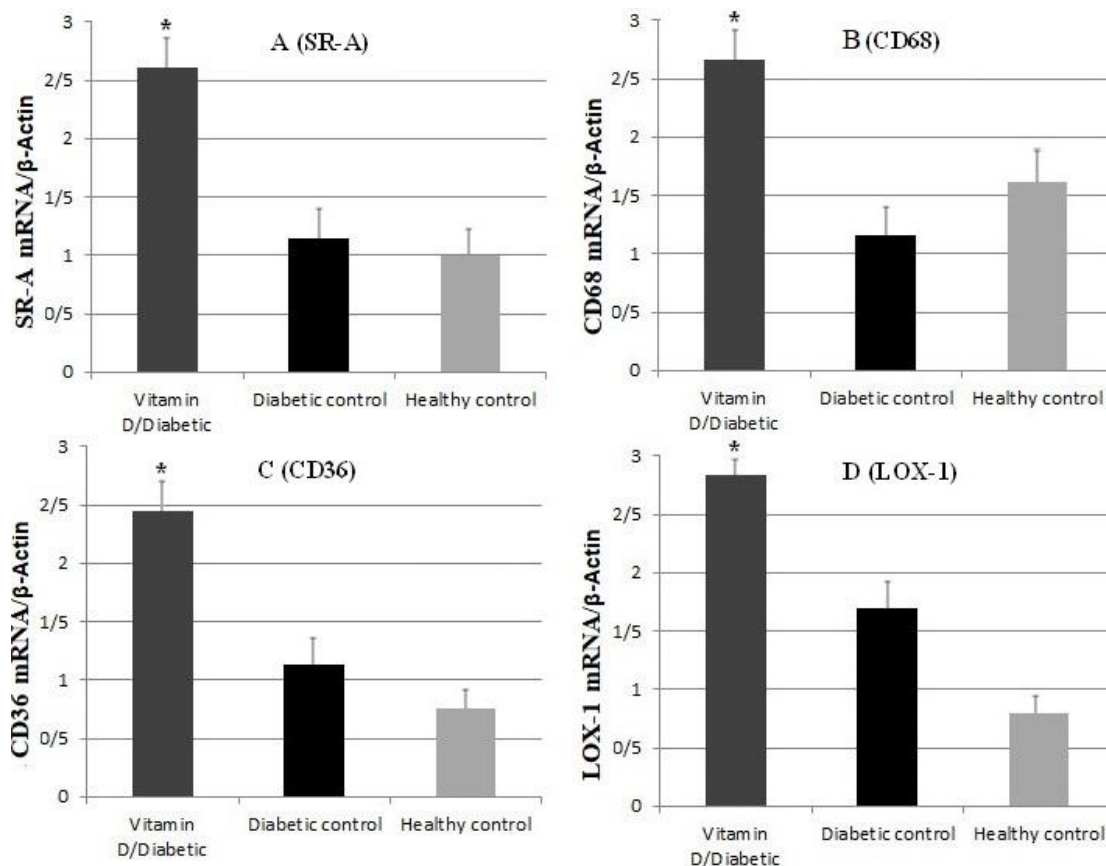 A (SR-A)
SR-A mRNA/β-Actin
3
2/5
2
1/5
1
0/5
0
*
Vitamin
D/Diabetic
Diabetic control
Healthy control
B (CD68)
CD68 mRNA/β-Actin
3
2/5
2
1/5
1
0/5
0
*
Vitamin
D/Diabetic
Diabetic control
Healthy control
C (CD36)
CD36 mRNA/β-Actin
3
2/5
2
1/5
1
0/5
0
*
Vitamin
D/Diabetic
Diabetic control
Healthy control
D (LOX-1)
LOX-1 mRNA/β-Actin
3
2/5
2
1/5
1
0/5
0
*
Vitamin
D/Diabetic
Diabetic control
Healthy control